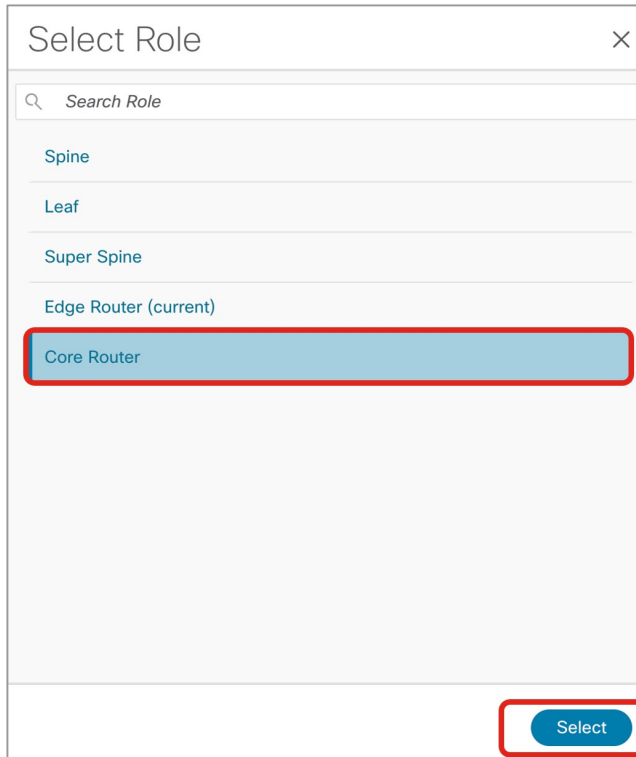 Select Role
Search Role
Spine
Leaf
Super Spine
Edge Router (current)
Core Router
Select